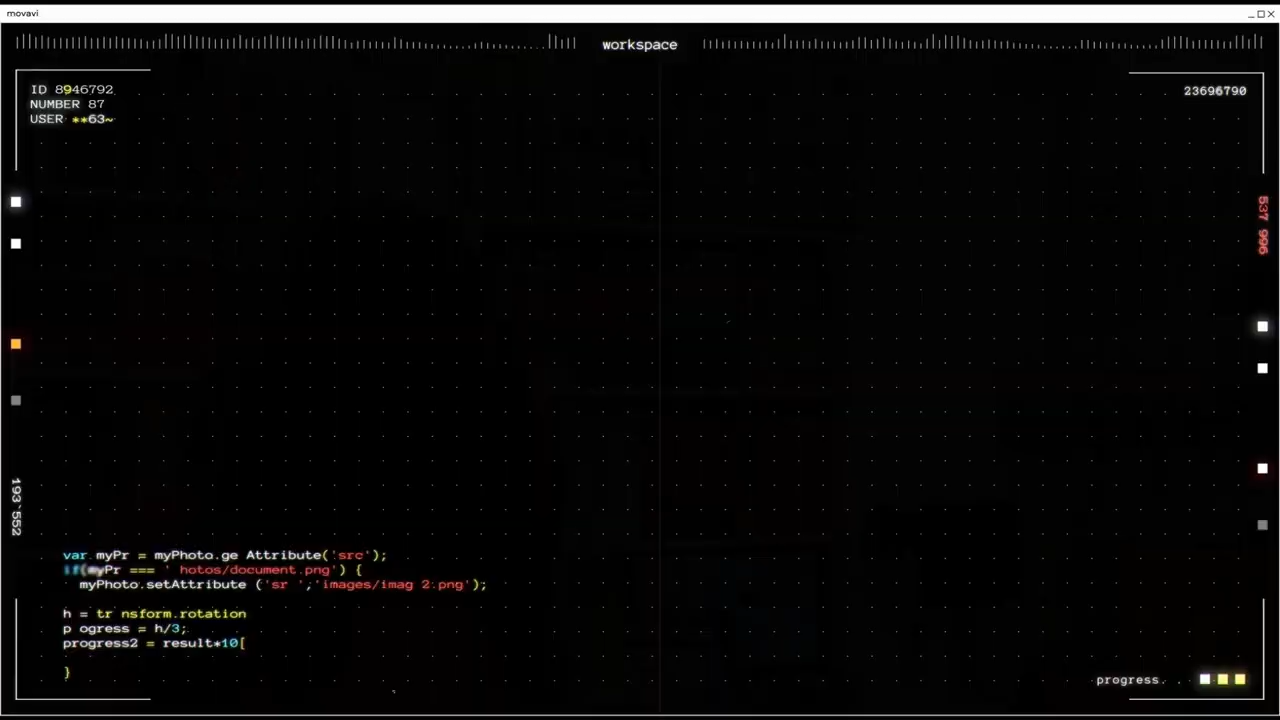 movavi
workspace
ID 8946792
NUMBER 87
USER **63~
23696790
537 996
193`552
var myPr = myPhoto.ge Attribute('src');
if(myPr === ' hotos/document.png') {
myPhoto.setAttribute ('sr ','images/imag 2.png');
h = tr nsform.rotation
p ogress = h/3;
progress2 = result*10[
}
progress. .